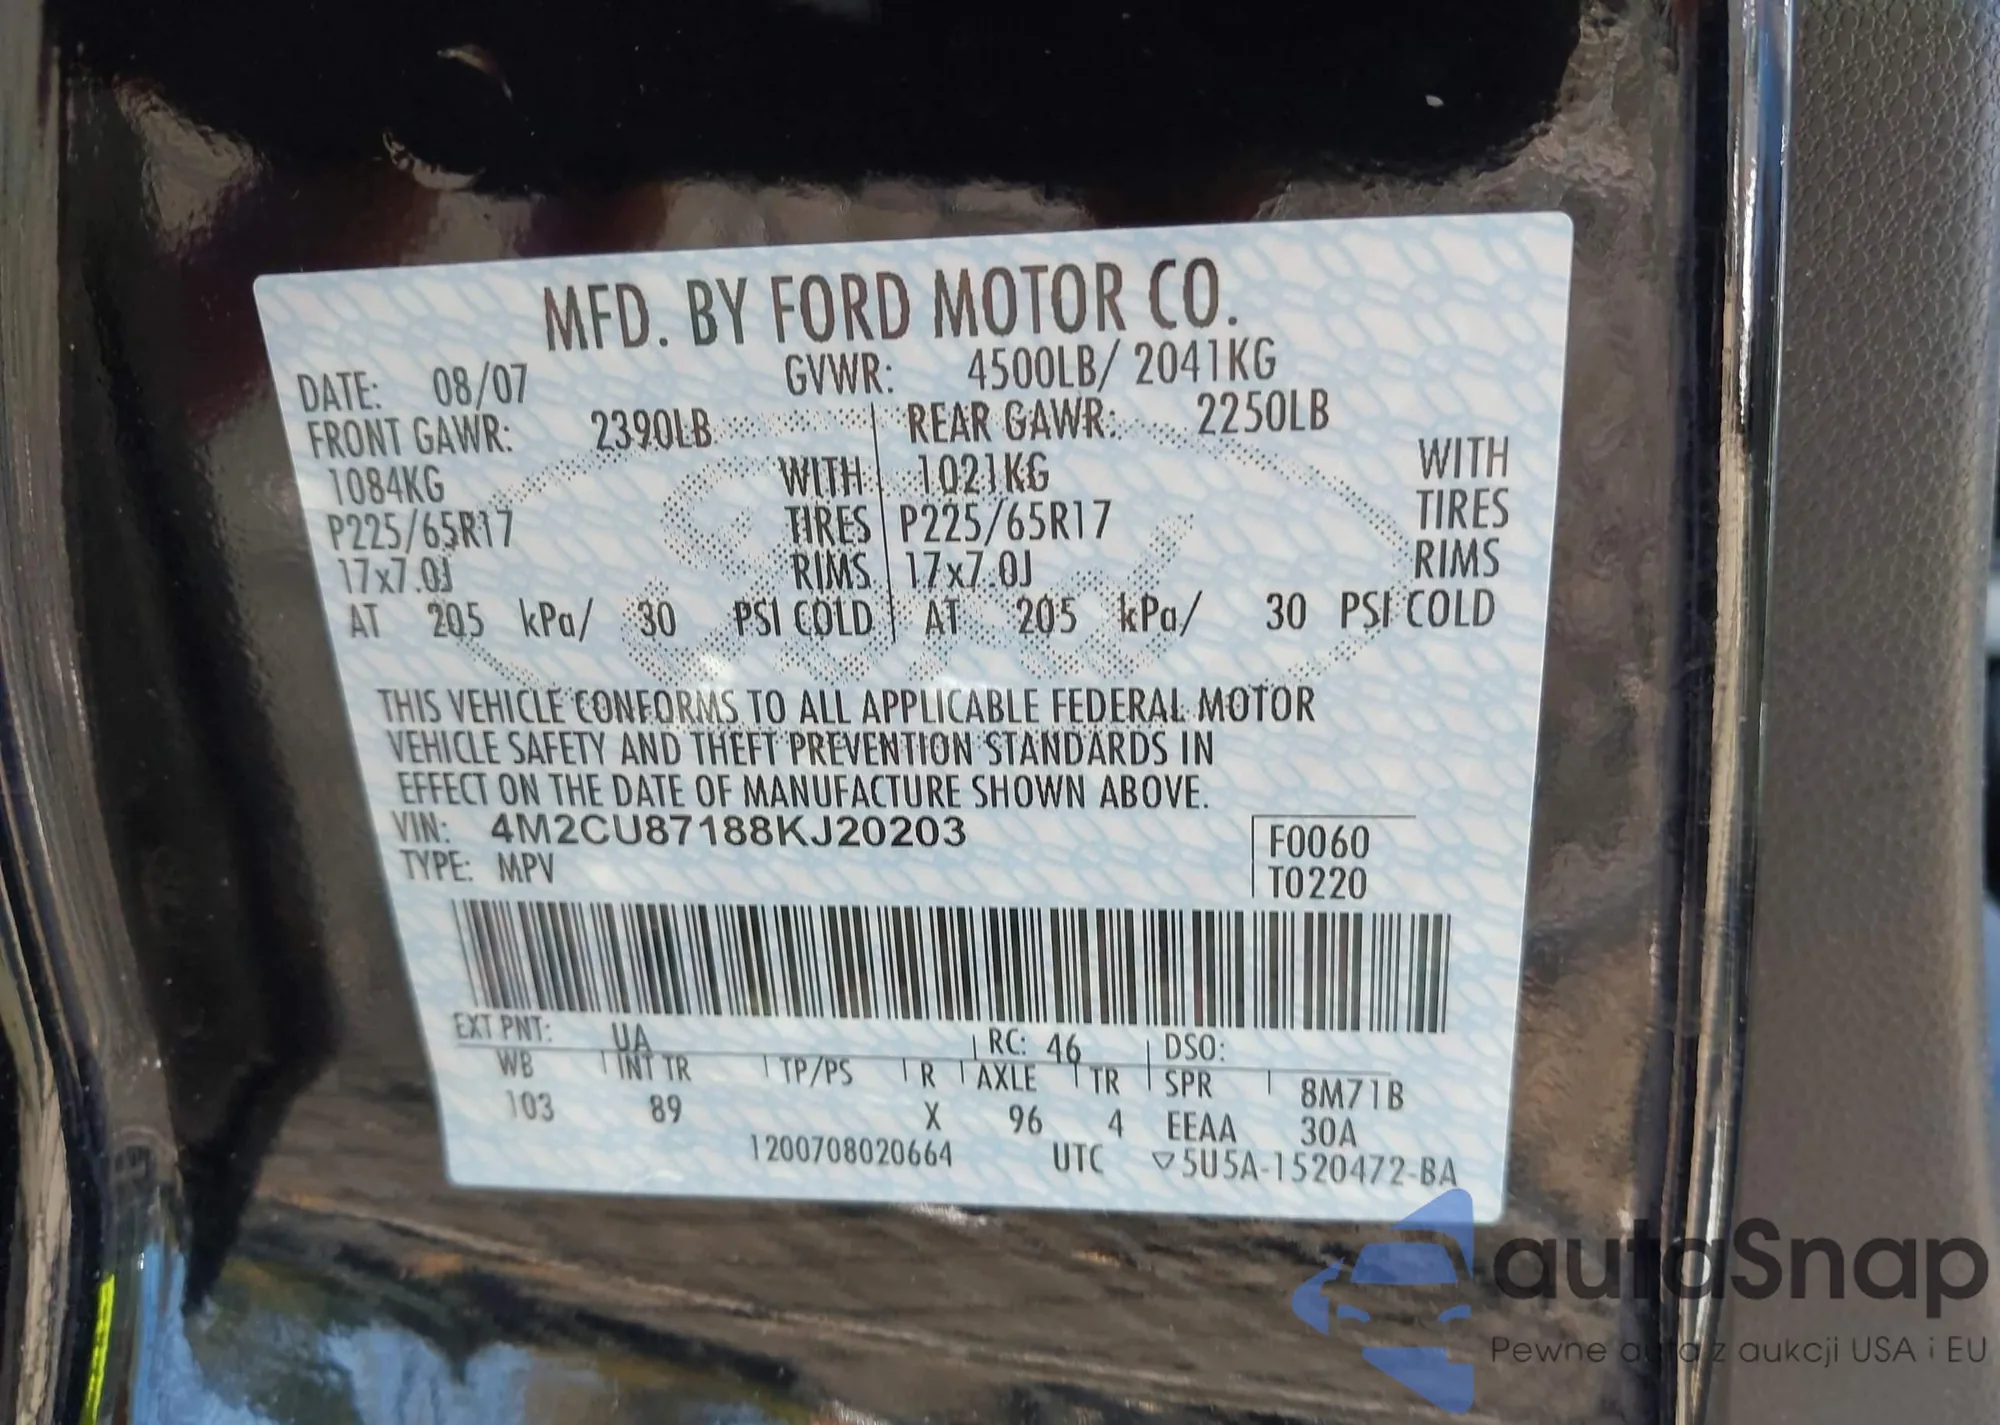 MFD. BY FORD MOTOR CO.
DATE: 08/07 GVWR: 4500LB/ 2041KG
FRONT GAWR: 2390LB REAR GAWR: 2250LB
1084KG WITH 1021KG WITH
P225/65R17 TIRES P225/65R17 TIRES
17x7.0J RIMS 17x7.0J RIMS
AT 205 kPa/ 30 PSI COLD AT 205 kPa/ 30 PSI COLD
THIS VEHICLE CONFORMS TO ALL APPLICABLE FEDERAL MOTOR
VEHICLE SAFETY AND THEFT PREVENTION STANDARDS IN
EFFECT ON THE DATE OF MANUFACTURE SHOWN ABOVE.
VIN: 4M2CU87188KJ20203 F0060
TYPE: MPV T0220
EXT PNT: UA RC: 46 DSO:
WB INT TR TP/PS R AXLE TR SPR 8M71B
103 89 X 96 4 EEAA 30A
1200708020664 UTC ▽5U5A-1520472-BA
autoSnap
Pewne auta z aukcji USA i EU